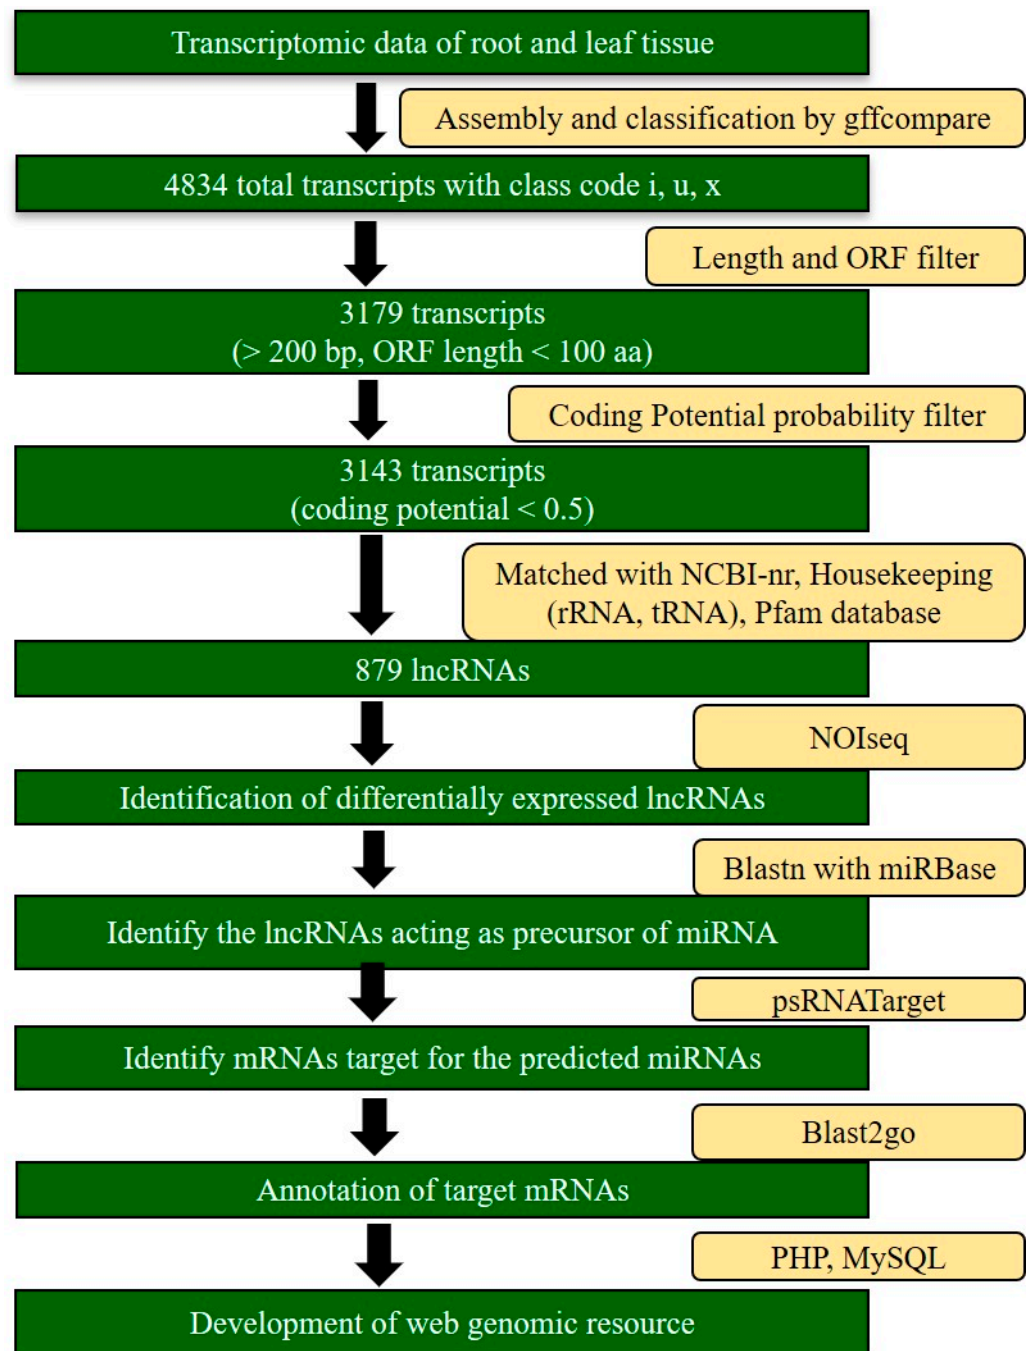 Transcriptomic data of root and leaf tissue
Assembly and classification by gffcompare
4834 total transcripts with class code i, u, x
Length and ORF filter
3179 transcripts
(> 200 bp, ORF length < 100 aa)
Coding Potential probability filter
3143 transcripts
(coding potential < 0.5)
Matched with NCBI-nr, Housekeeping
(rRNA, tRNA), Pfam database
879 lncRNAs
NOIseq
Identification of differentially expressed lncRNAs
Blastn with miRBase
Identify the lncRNAs acting as precursor of miRNA
psRNATarget
Identify mRNAs target for the predicted miRNAs
Blast2go
Annotation of target mRNAs
PHP, MySQL
Development of web genomic resource